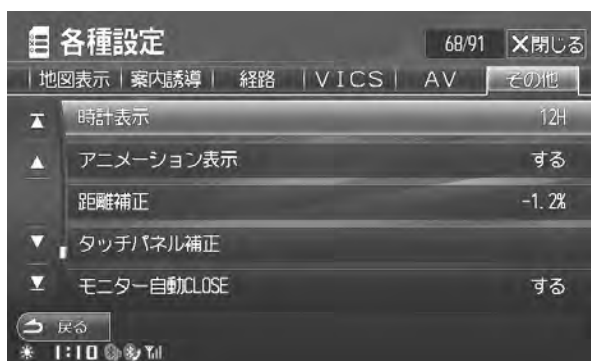 各種設定 68/91 ×閉じる
地図表示 案内誘導 経路 VICS AV その他
時計表示 12H
アニメーション表示 する
距離補正 -1.2%
タッチパネル補正
モニター自動CLOSE する
戻る
1:10